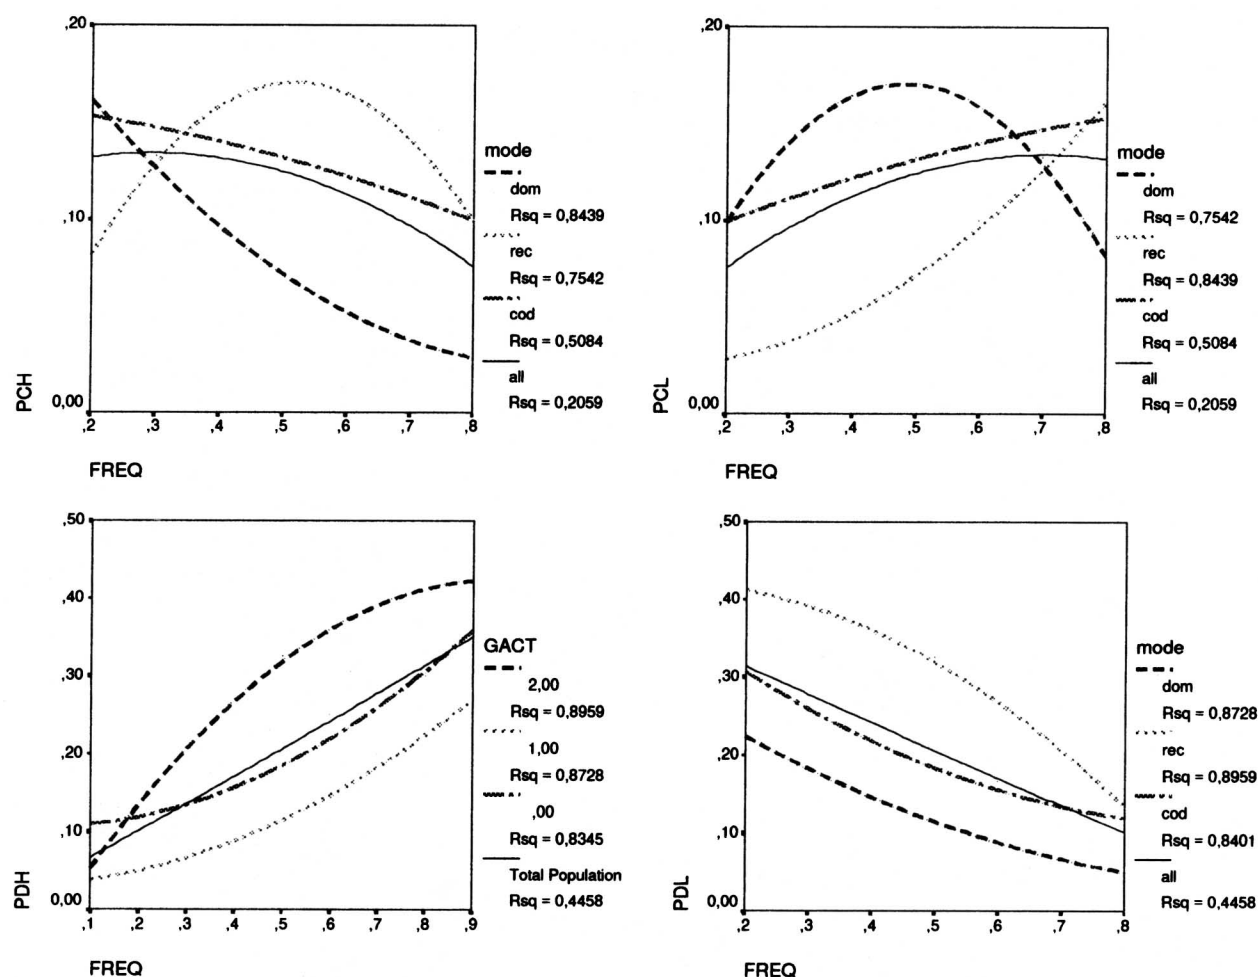 ,20
,10
0,00
PCH
,2 ,3 ,4 ,5 ,6 ,7 ,8
FREQ
mode
dom
Rsq = 0,8439
rec
Rsq = 0,7542
cod
Rsq = 0,5084
all
Rsq = 0,2059
,20
,10
0,00
PCL
,2 ,3 ,4 ,5 ,6 ,7 ,8
FREQ
mode
dom
Rsq = 0,7542
rec
Rsq = 0,8439
cod
Rsq = 0,5084
all
Rsq = 0,2059
,50
,40
,30
,20
,10
0,00
PDH
,1 ,2 ,3 ,4 ,5 ,6 ,7 ,8 ,9
FREQ
GACT
2,00
Rsq = 0,8959
1,00
Rsq = 0,8728
,00
Rsq = 0,8345
Total Population
Rsq = 0,4458
,50
,40
,30
,20
,10
0,00
PDL
,2 ,3 ,4 ,5 ,6 ,7 ,8
FREQ
mode
dom
Rsq = 0,8728
rec
Rsq = 0,8959
cod
Rsq = 0,8401
all
Rsq = 0,4458